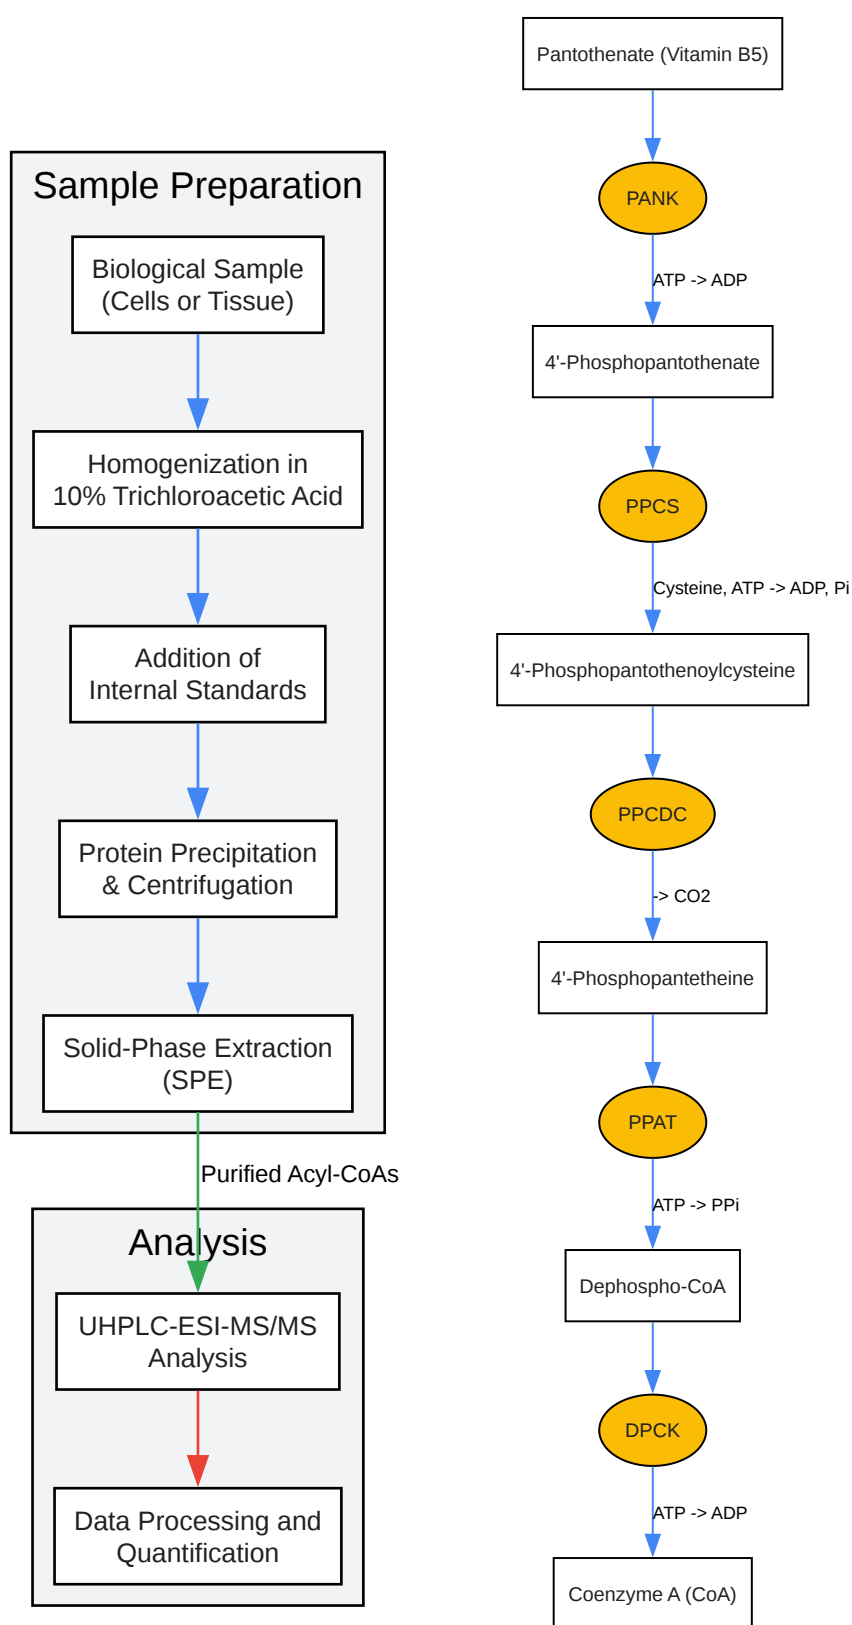 Sample Preparation
Biological Sample
(Cells or Tissue)
Homogenization in
10% Trichloroacetic Acid
Addition of
Internal Standards
Protein Precipitation
& Centrifugation
Solid-Phase Extraction
(SPE)
Purified Acyl-CoAs
Analysis
UHPLC-ESI-MS/MS
Analysis
Data Processing and
Quantification
Pantothenate (Vitamin B5)
PANK
ATP -> ADP
4'-Phosphopantothenate
PPCS
Cysteine, ATP -> ADP, Pi
4'-Phosphopantothenoylcysteine
PPCDC
-> CO2
4'-Phosphopantetheine
PPAT
ATP -> PPi
Dephospho-CoA
DPCK
ATP -> ADP
Coenzyme A (CoA)